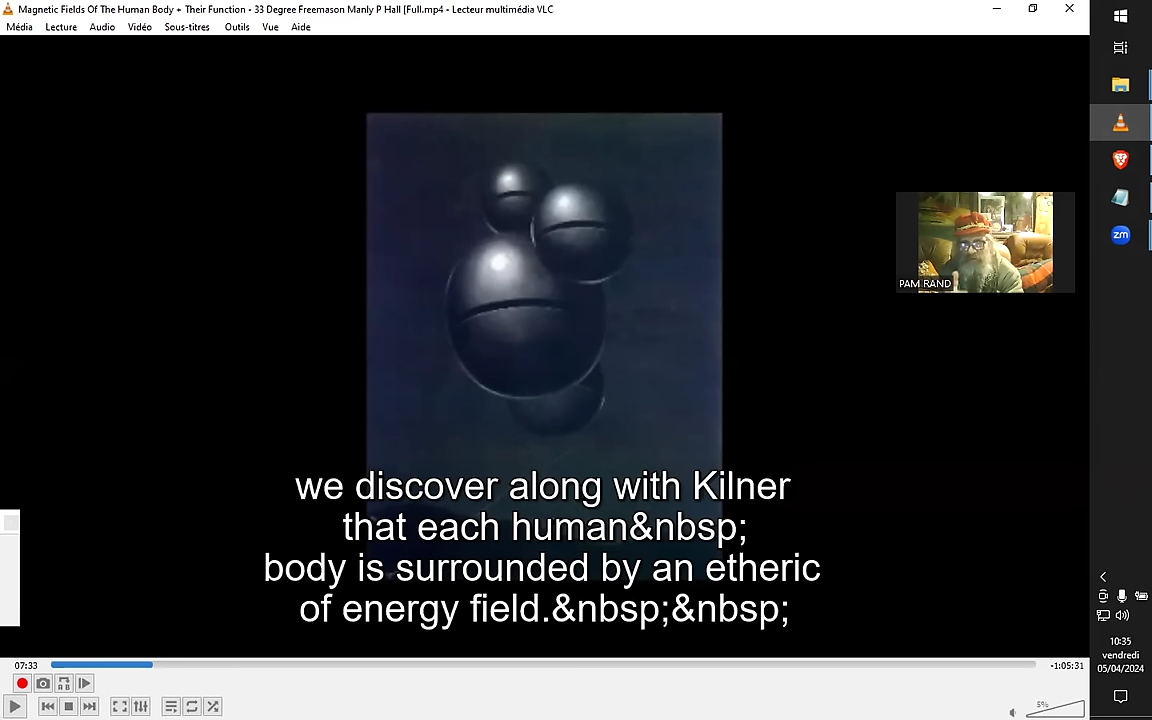 Magnetic Fields Of The Human Body + Their Function - 33 Degree Freemason Manly P Hall [Full.mp4 - Lecteur multimédia VLC
Média Lecture Audio Vidéo Sous-titres Outils Vue Aide
PAM RAND
zm
we discover along with Kilner
that each human&nbsp;
body is surrounded by an etheric
of energy field.&nbsp;&nbsp;
07:33
-1:05:31
10:35
vendredi
05/04/2024
A B
5%